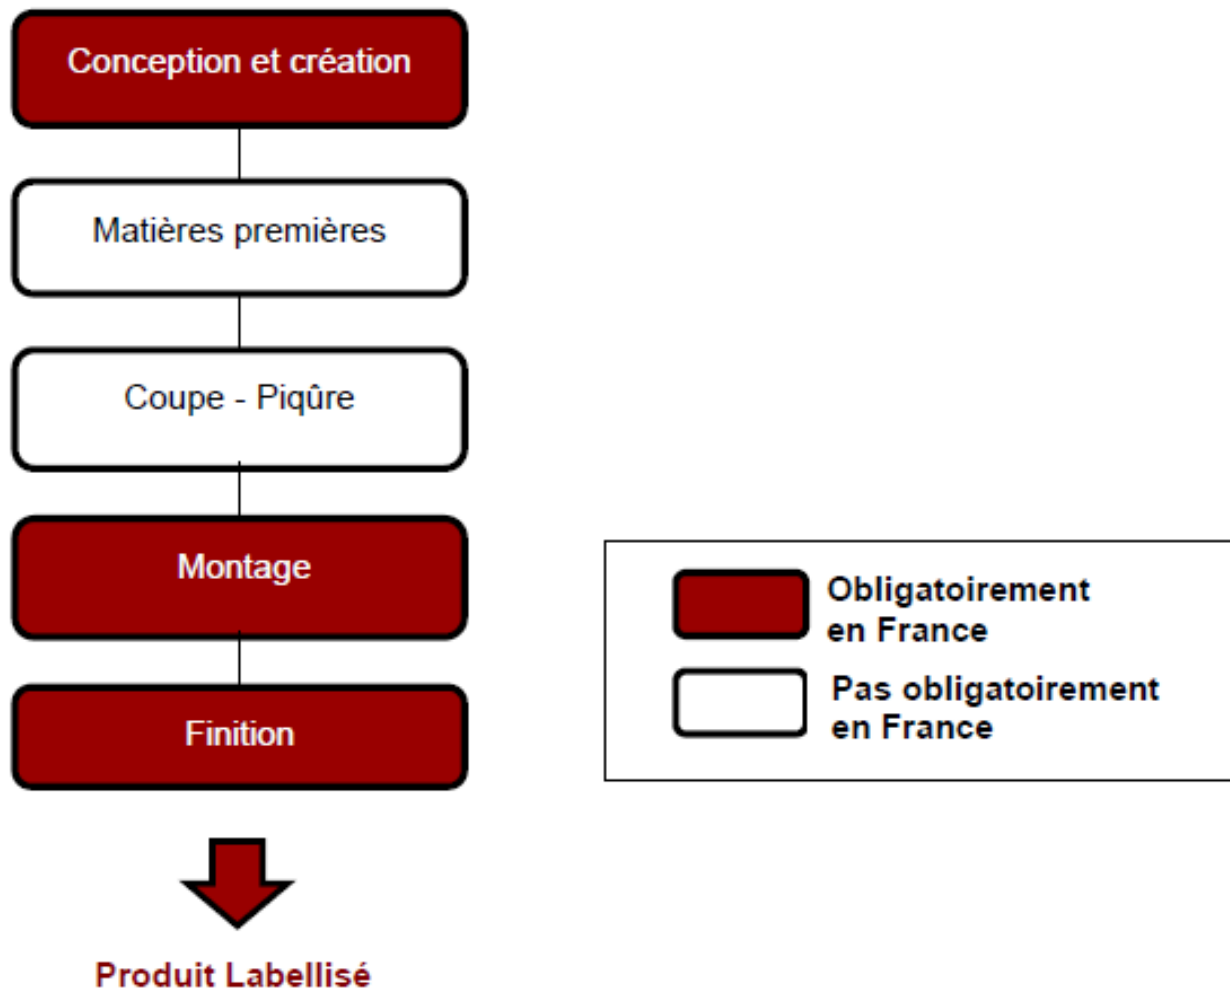 Conception et création
Matières premières
Coupe - Piqûre
Montage
Finition
Produit Labellisé
Obligatoirement
en France
Pas obligatoirement
en France